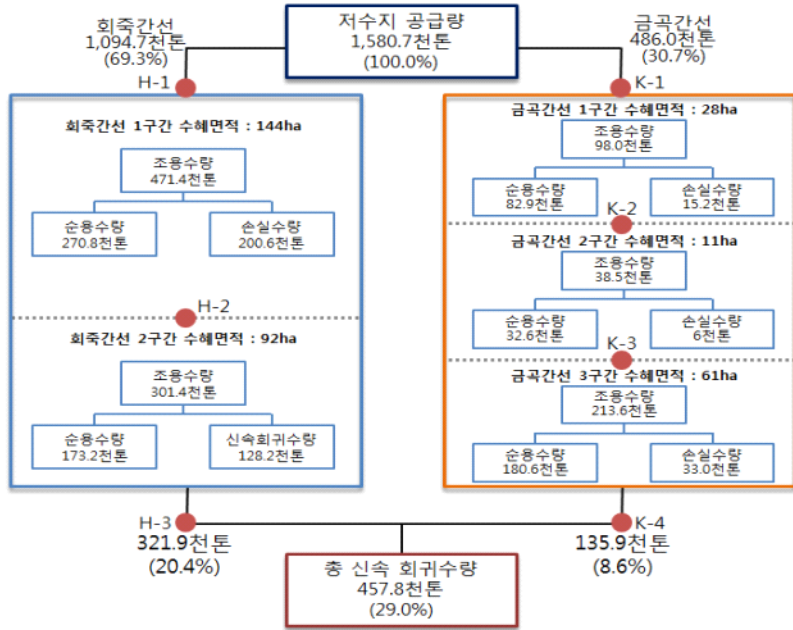 회죽간선
1,094.7천톤
(69.3%)
저수지 공급량
1,580.7천톤
(100.0%)
금곡간선
486.0천톤
(30.7%)
H-1
K-1
회죽간선 1구간 수혜면적 : 144ha
조용수량
471.4천톤
순용수량
270.8천톤
손실수량
200.6천톤
H-2
회죽간선 2구간 수혜면적 : 92ha
조용수량
301.4천톤
순용수량
173.2천톤
신속회귀수량
128.2천톤
금곡간선 1구간 수혜면적 : 28ha
조용수량
98.0천톤
순용수량
82.9천톤
손실수량
15.2천톤
K-2
금곡간선 2구간 수혜면적 : 11ha
조용수량
38.5천톤
순용수량
32.6천톤
손실수량
6천톤
K-3
금곡간선 3구간 수혜면적 : 61ha
조용수량
213.6천톤
순용수량
180.6천톤
손실수량
33.0천톤
H-3
321.9천톤
(20.4%)
K-4
135.9천톤
(8.6%)
총 신속 회귀수량
457.8천톤
(29.0%)